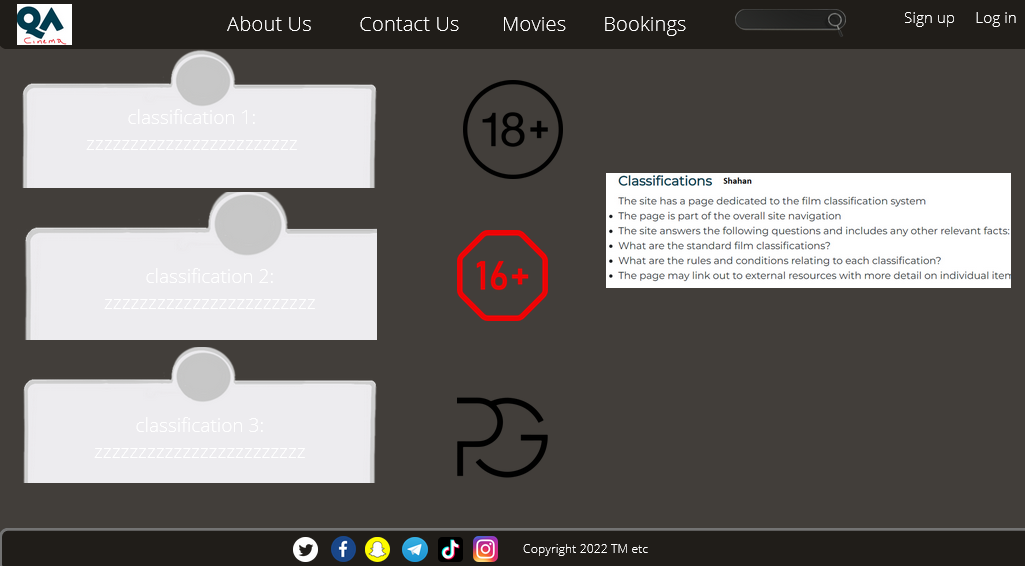 QA
Cinema
About Us
Contact Us
Movies
Bookings
Sign up
Log in
classification 1:
zzzzzzzzzzzzzzzzzzzzzzzz
18+
classification 2:
zzzzzzzzzzzzzzzzzzzzzzzz
16+
classification 3:
zzzzzzzzzzzzzzzzzzzzzzzz
PG
Classifications Shahan
The site has a page dedicated to the film classification system
• The page is part of the overall site navigation
• The site answers the following questions and includes any other relevant facts:
• What are the standard film classifications?
• What are the rules and conditions relating to each classification?
• The page may link out to external resources with more detail on individual item
Copyright 2022 TM etc